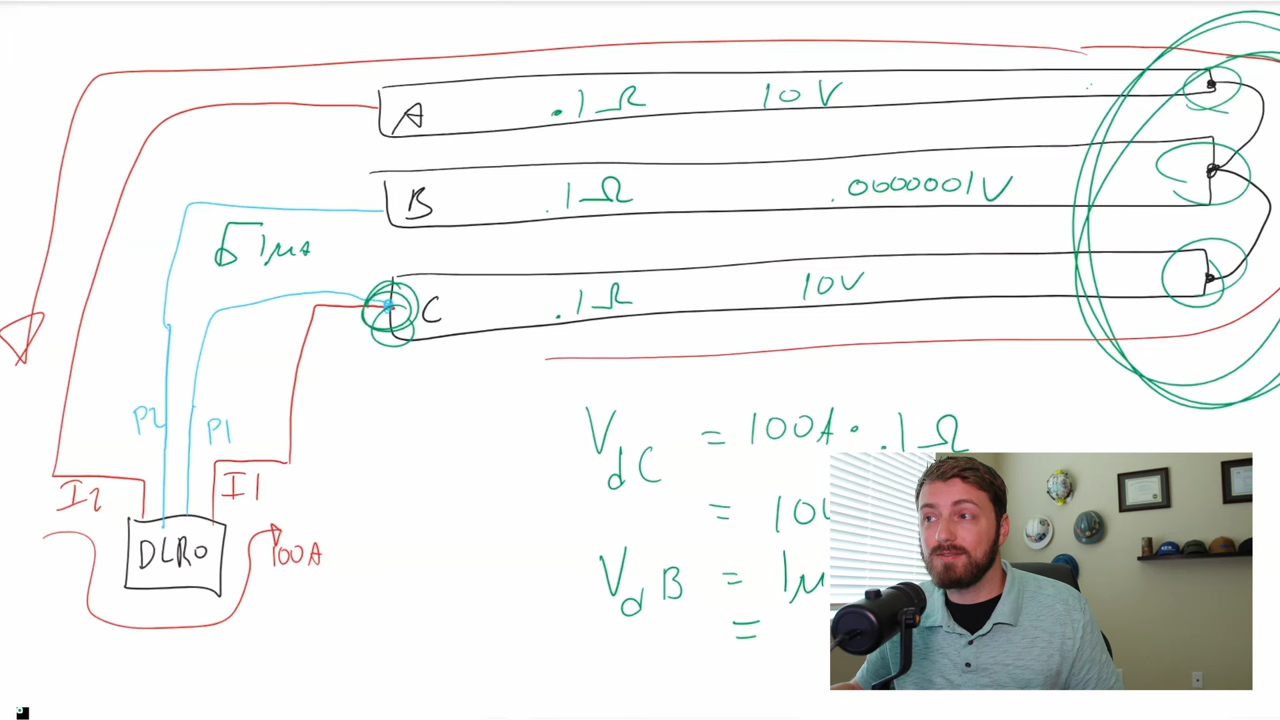 A .1Ω 10V
B .1Ω .0000001V
1μA
C .1Ω 10V
P2 P1
I2 I1
DLRO 100A
VdC = 100A · .1Ω
= 10
VdB = 1μ
=